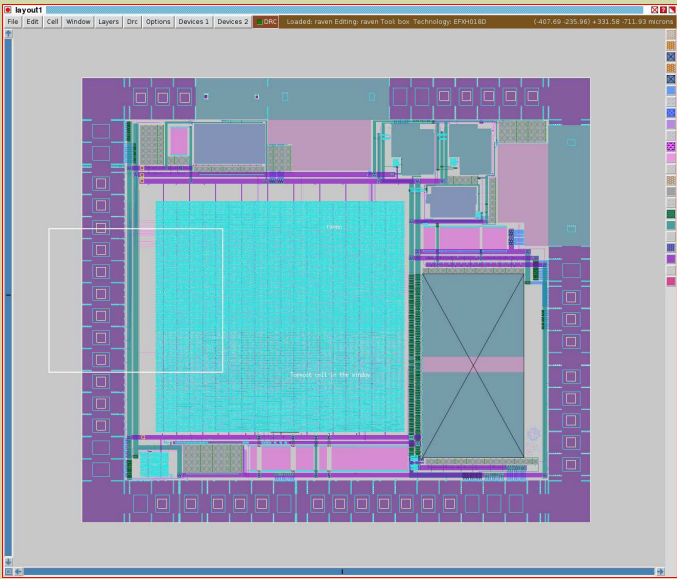 layout1
File Edit Cell Window Layers Drc Options Devices 1 Devices 2 DRC Loaded: raven Editing: raven Tool: box Technology: EFXH018D (-407.69 -235.96) +331.58 -711.93 microns
raven
Topmost cell in the window